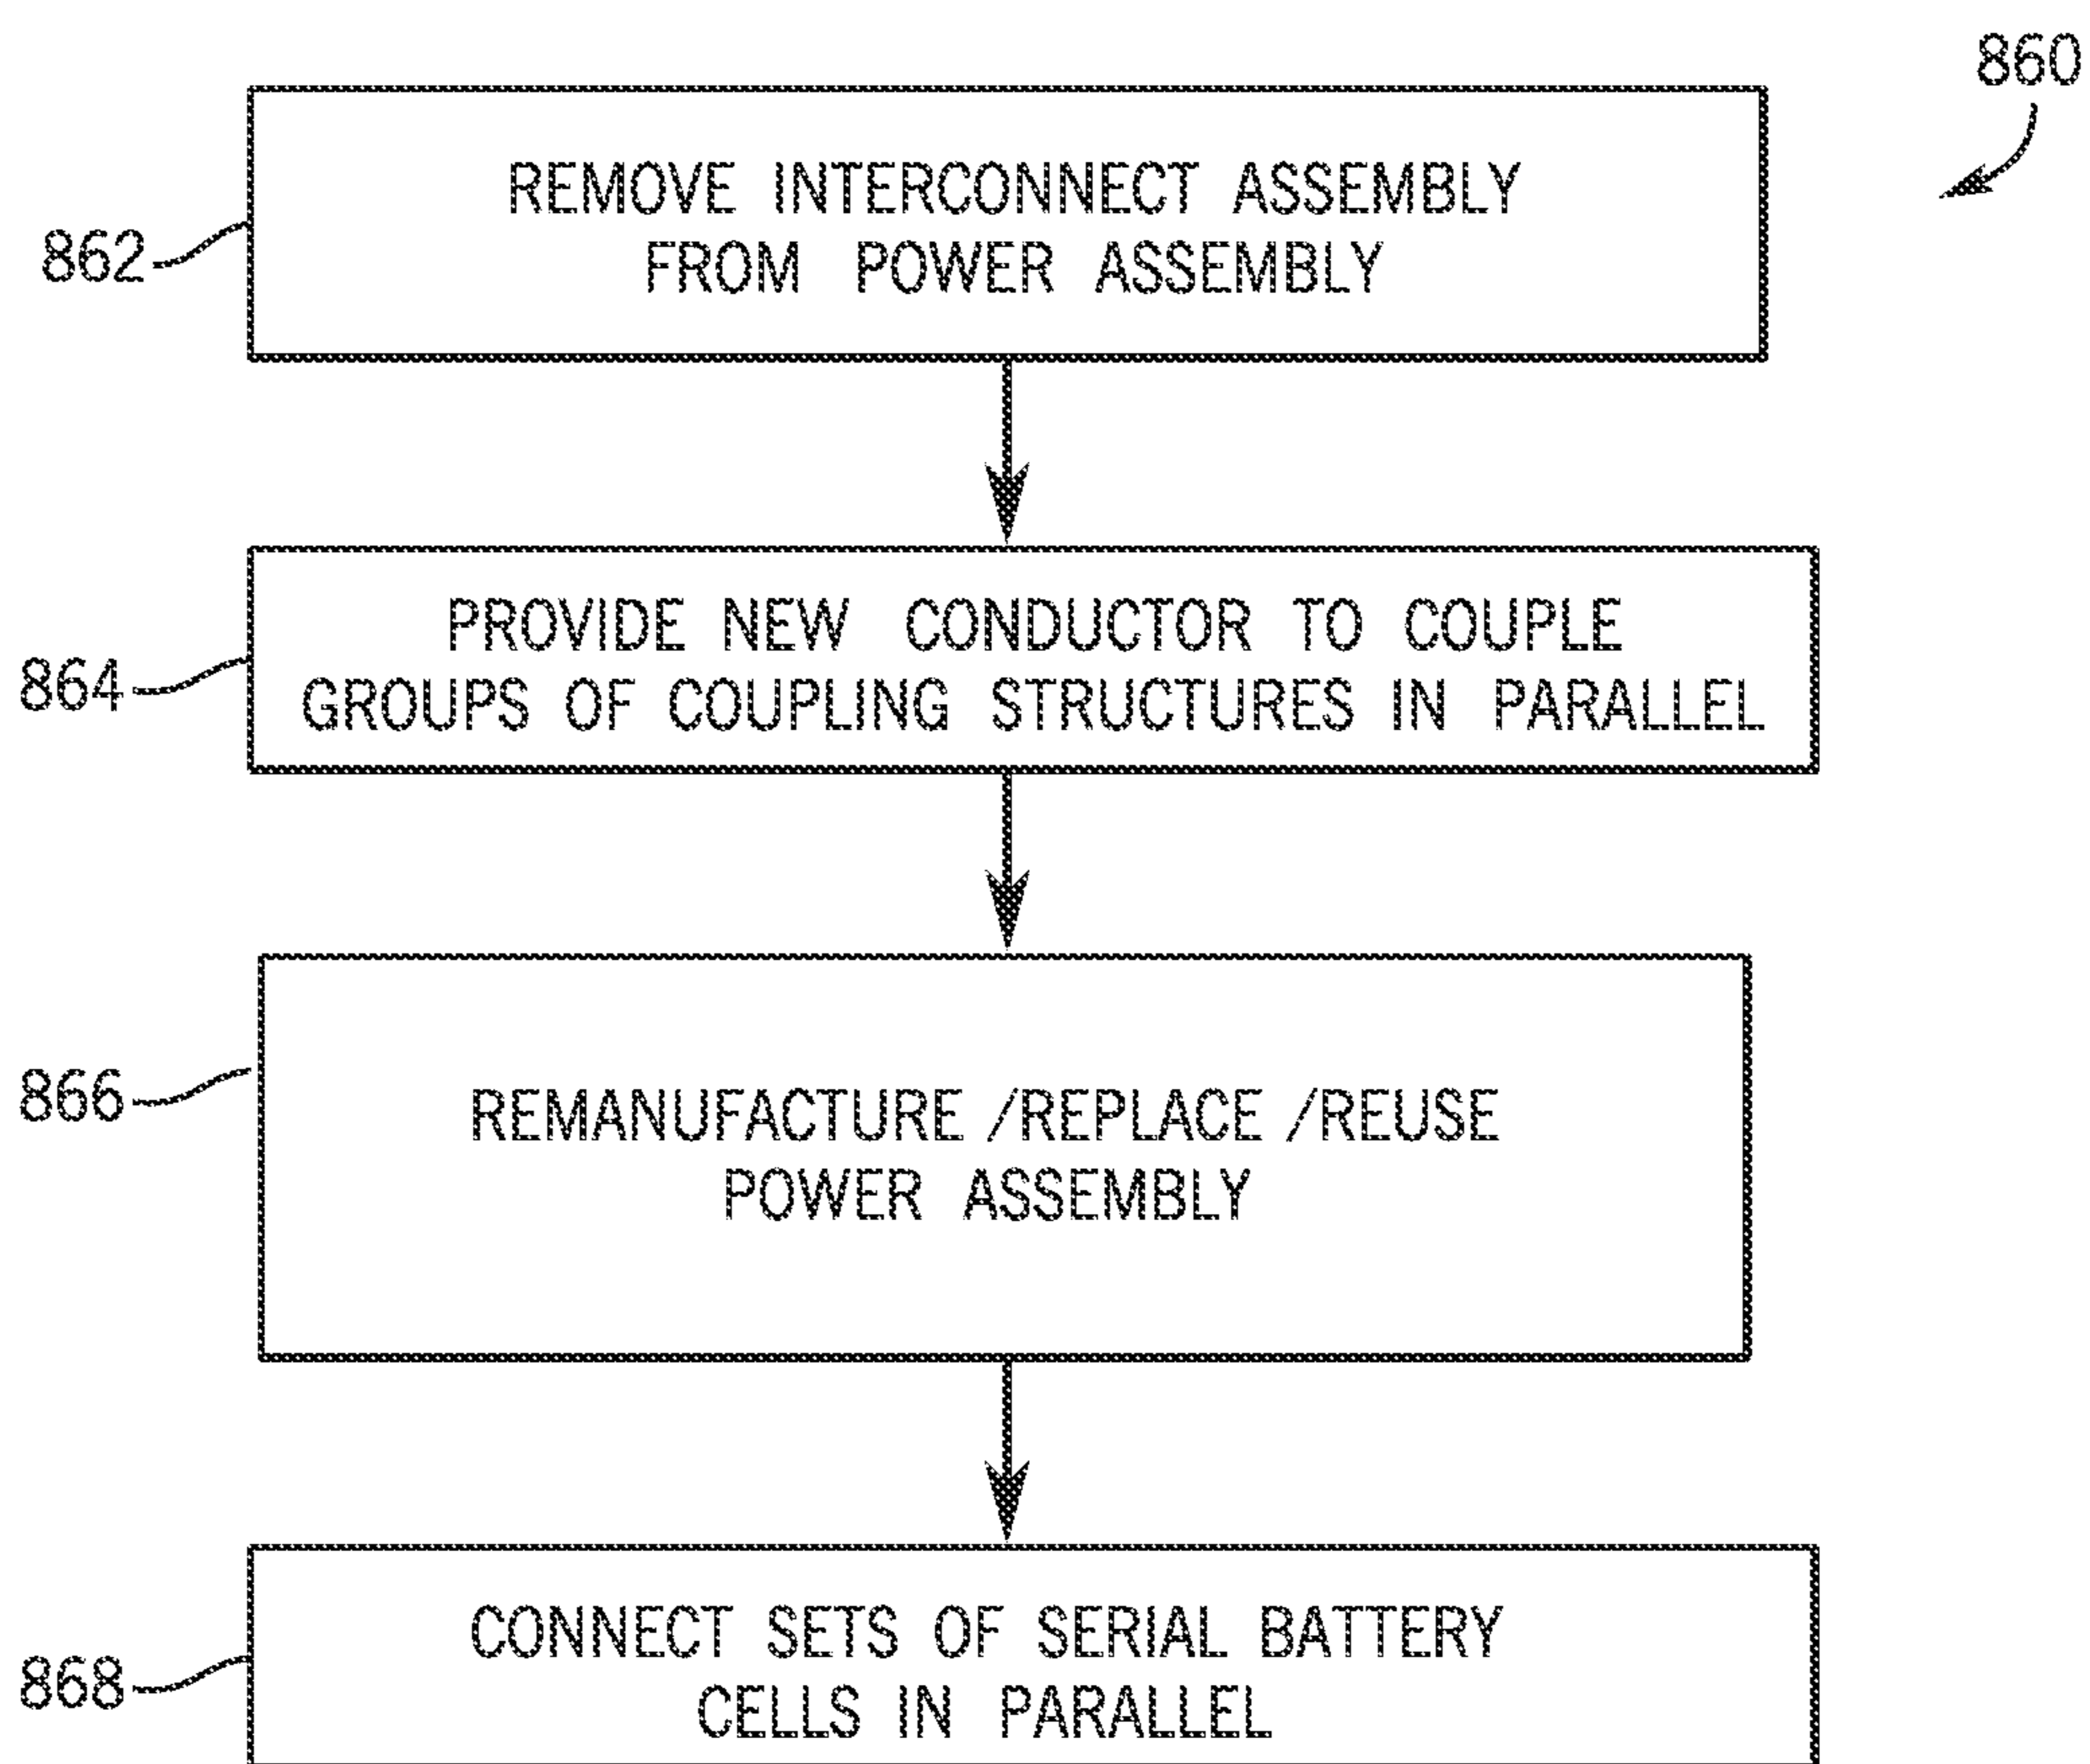 860
REMOVE INTERCONNECT ASSEMBLY
FROM POWER ASSEMBLY
862
PROVIDE NEW CONDUCTOR TO COUPLE
GROUPS OF COUPLING STRUCTURES IN PARALLEL
864
REMANUFACTURE /REPLACE /REUSE
POWER ASSEMBLY
866
CONNECT SETS OF SERIAL BATTERY
CELLS IN PARALLEL
868